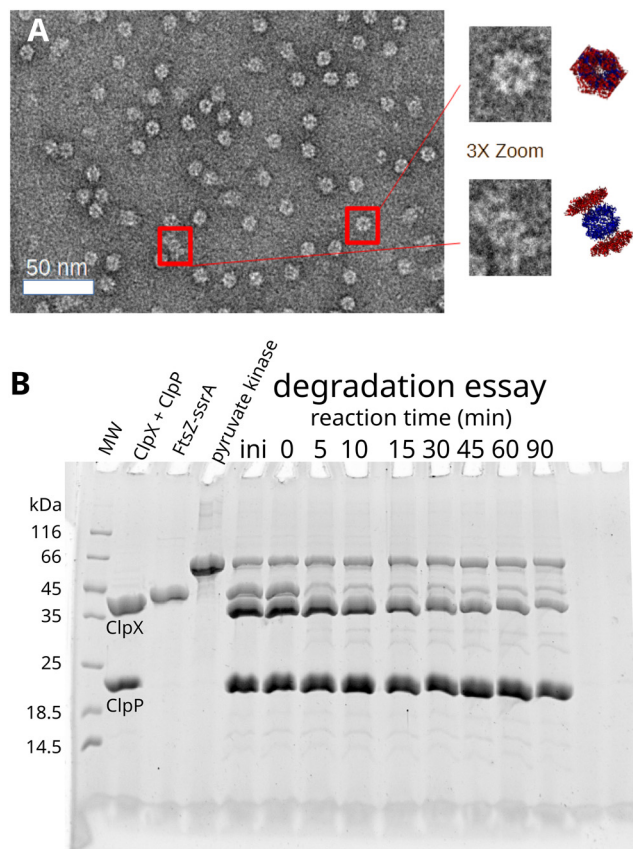 A
3X Zoom
50 nm
B
MW
ClpX + ClpP
FtsZ-ssrA
pyruvate kinase
degradation essay
reaction time (min)
ini 0 5 10 15 30 45 60 90
kDa
116
66
45
35
ClpX
25
ClpP
18.5
14.5